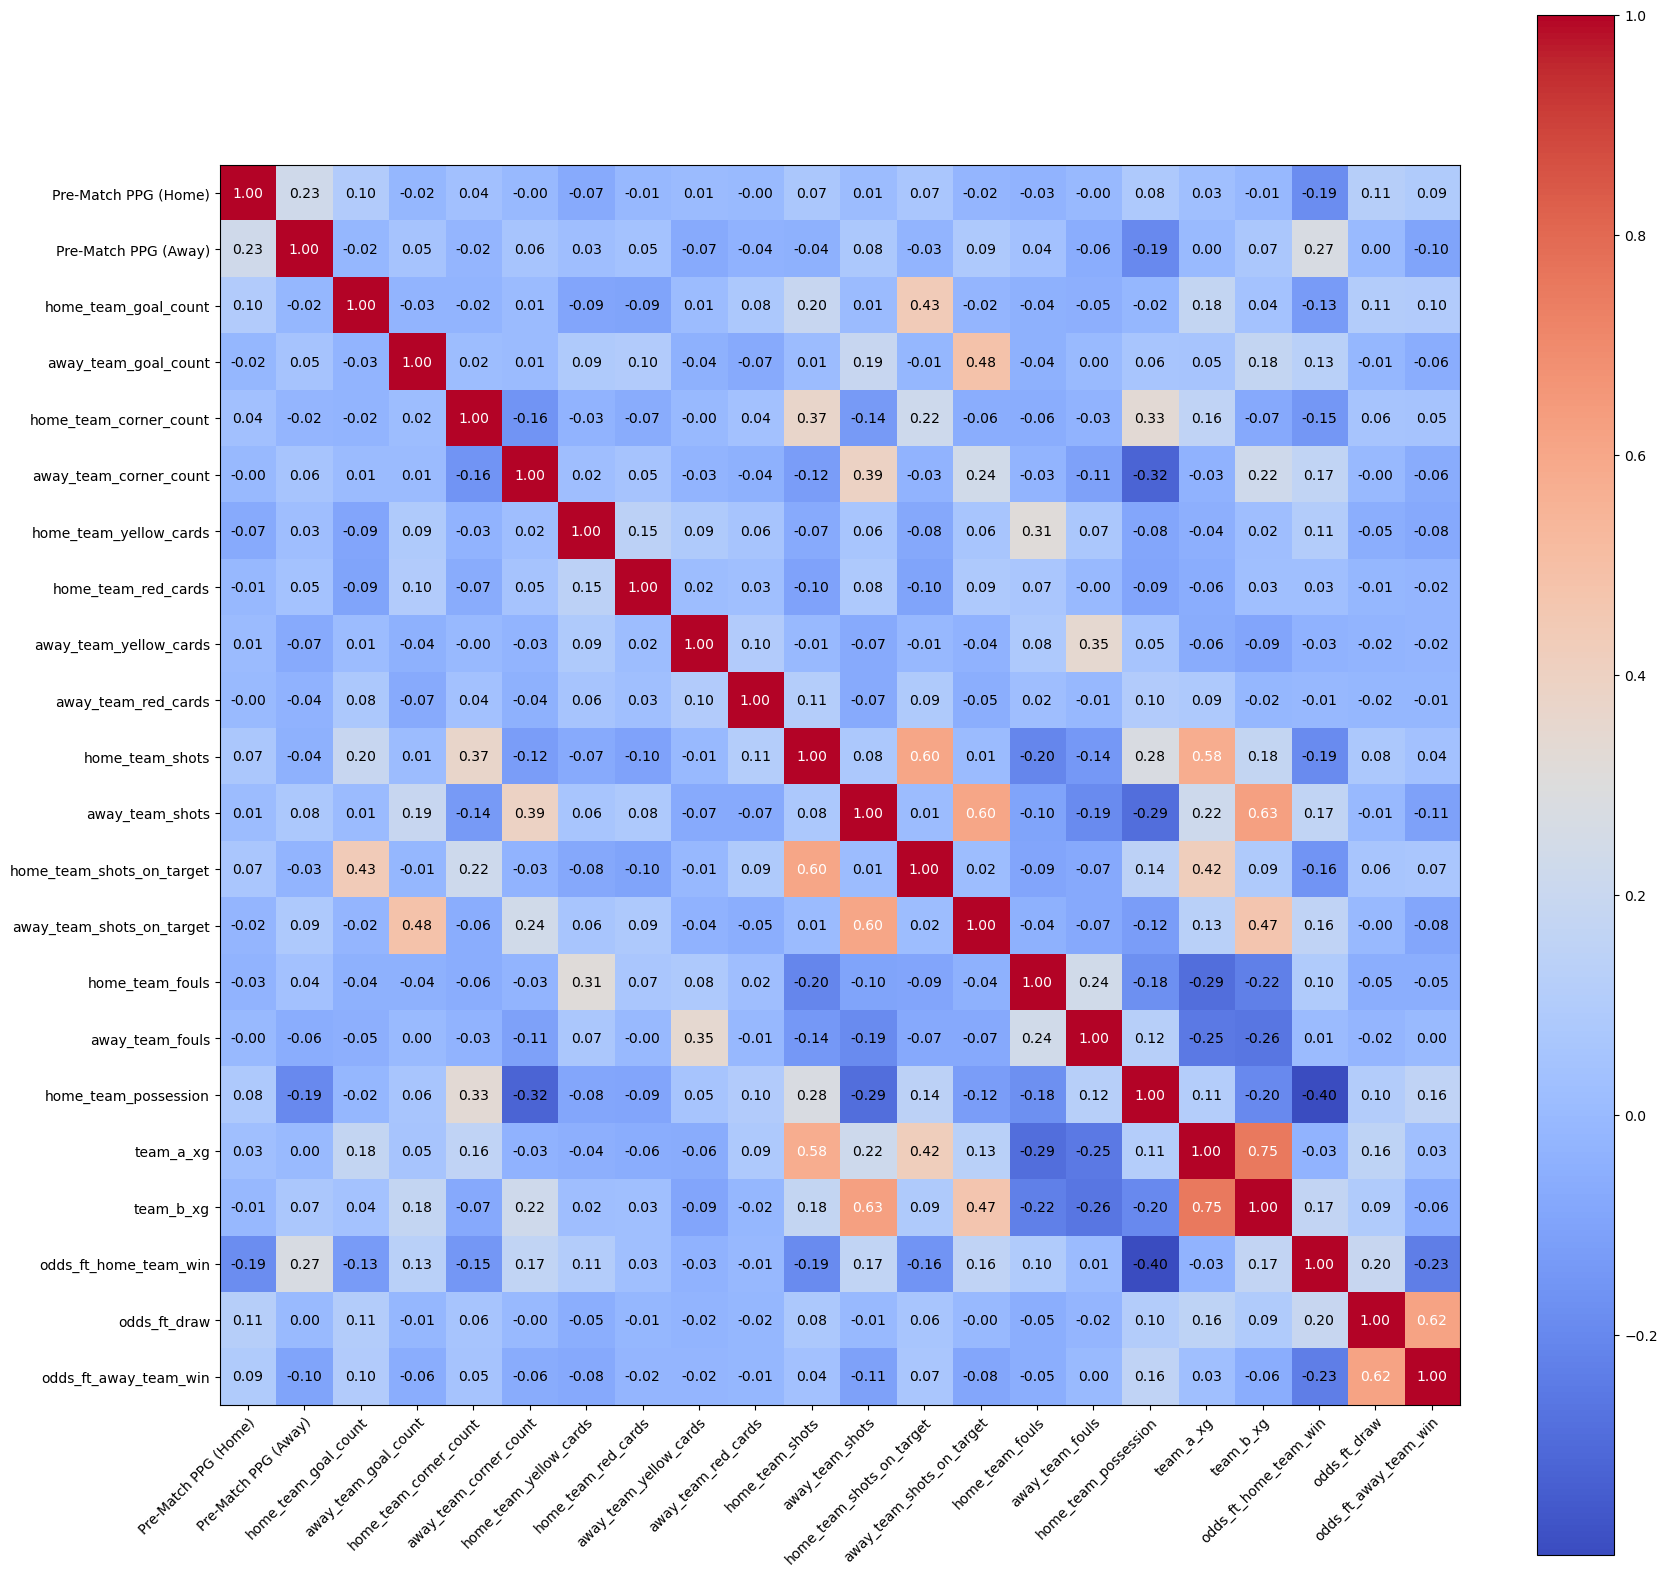 1.0
Pre-Match PPG (Home) 1.00 0.23 0.10 -0.02 0.04 -0.00 -0.07 -0.01 0.01 -0.00 0.07 0.01 0.07 -0.02 -0.03 -0.00 0.08 0.03 -0.01 -0.19 0.11 0.09
0.8
Pre-Match PPG (Away) 0.23 1.00 -0.02 0.05 -0.02 0.06 0.03 0.05 -0.07 -0.04 -0.04 0.08 -0.03 0.09 0.04 -0.06 -0.19 0.00 0.07 0.27 0.00 -0.10
home_team_goal_count 0.10 -0.02 1.00 -0.03 -0.02 0.01 -0.09 -0.09 0.01 0.08 0.20 0.01 0.43 -0.02 -0.04 -0.05 -0.02 0.18 0.04 -0.13 0.11 0.10
away_team_goal_count -0.02 0.05 -0.03 1.00 0.02 0.01 0.09 0.10 -0.04 -0.07 0.01 0.19 -0.01 0.48 -0.04 0.00 0.06 0.05 0.18 0.13 -0.01 -0.06
home_team_corner_count 0.04 -0.02 -0.02 0.02 1.00 -0.16 -0.03 -0.07 -0.00 0.04 0.37 -0.14 0.22 -0.06 -0.06 -0.03 0.33 0.16 -0.07 -0.15 0.06 0.05
0.6
away_team_corner_count -0.00 0.06 0.01 0.01 -0.16 1.00 0.02 0.05 -0.03 -0.04 -0.12 0.39 -0.03 0.24 -0.03 -0.11 -0.32 -0.03 0.22 0.17 -0.00 -0.06
home_team_yellow_cards -0.07 0.03 -0.09 0.09 -0.03 0.02 1.00 0.15 0.09 0.06 -0.07 0.06 -0.08 0.06 0.31 0.07 -0.08 -0.04 0.02 0.11 -0.05 -0.08
home_team_red_cards -0.01 0.05 -0.09 0.10 -0.07 0.05 0.15 1.00 0.02 0.03 -0.10 0.08 -0.10 0.09 0.07 -0.00 -0.09 -0.06 0.03 0.03 -0.01 -0.02
away_team_yellow_cards 0.01 -0.07 0.01 -0.04 -0.00 -0.03 0.09 0.02 1.00 0.10 -0.01 -0.07 -0.01 -0.04 0.08 0.35 0.05 -0.06 -0.09 -0.03 -0.02 -0.02
0.4
away_team_red_cards -0.00 -0.04 0.08 -0.07 0.04 -0.04 0.06 0.03 0.10 1.00 0.11 -0.07 0.09 -0.05 0.02 -0.01 0.10 0.09 -0.02 -0.01 -0.02 -0.01
home_team_shots 0.07 -0.04 0.20 0.01 0.37 -0.12 -0.07 -0.10 -0.01 0.11 1.00 0.08 0.60 0.01 -0.20 -0.14 0.28 0.58 0.18 -0.19 0.08 0.04
away_team_shots 0.01 0.08 0.01 0.19 -0.14 0.39 0.06 0.08 -0.07 -0.07 0.08 1.00 0.01 0.60 -0.10 -0.19 -0.29 0.22 0.63 0.17 -0.01 -0.11
home_team_shots_on_target 0.07 -0.03 0.43 -0.01 0.22 -0.03 -0.08 -0.10 -0.01 0.09 0.60 0.01 1.00 0.02 -0.09 -0.07 0.14 0.42 0.09 -0.16 0.06 0.07
0.2
away_team_shots_on_target -0.02 0.09 -0.02 0.48 -0.06 0.24 0.06 0.09 -0.04 -0.05 0.01 0.60 0.02 1.00 -0.04 -0.07 -0.12 0.13 0.47 0.16 -0.00 -0.08
home_team_fouls -0.03 0.04 -0.04 -0.04 -0.06 -0.03 0.31 0.07 0.08 0.02 -0.20 -0.10 -0.09 -0.04 1.00 0.24 -0.18 -0.29 -0.22 0.10 -0.05 -0.05
away_team_fouls -0.00 -0.06 -0.05 0.00 -0.03 -0.11 0.07 -0.00 0.35 -0.01 -0.14 -0.19 -0.07 -0.07 0.24 1.00 0.12 -0.25 -0.26 0.01 -0.02 0.00
home_team_possession 0.08 -0.19 -0.02 0.06 0.33 -0.32 -0.08 -0.09 0.05 0.10 0.28 -0.29 0.14 -0.12 -0.18 0.12 1.00 0.11 -0.20 -0.40 0.10 0.16
0.0
team_a_xg 0.03 0.00 0.18 0.05 0.16 -0.03 -0.04 -0.06 -0.06 0.09 0.58 0.22 0.42 0.13 -0.29 -0.25 0.11 1.00 0.75 -0.03 0.16 0.03
team_b_xg -0.01 0.07 0.04 0.18 -0.07 0.22 0.02 0.03 -0.09 -0.02 0.18 0.63 0.09 0.47 -0.22 -0.26 -0.20 0.75 1.00 0.17 0.09 -0.06
odds_ft_home_team_win -0.19 0.27 -0.13 0.13 -0.15 0.17 0.11 0.03 -0.03 -0.01 -0.19 0.17 -0.16 0.16 0.10 0.01 -0.40 -0.03 0.17 1.00 0.20 -0.23
odds_ft_draw 0.11 0.00 0.11 -0.01 0.06 -0.00 -0.05 -0.01 -0.02 -0.02 0.08 -0.01 0.06 -0.00 -0.05 -0.02 0.10 0.16 0.09 0.20 1.00 0.62
-0.2
odds_ft_away_team_win 0.09 -0.10 0.10 -0.06 0.05 -0.06 -0.08 -0.02 -0.02 -0.01 0.04 -0.11 0.07 -0.08 -0.05 0.00 0.16 0.03 -0.06 -0.23 0.62 1.00
Pre-Match PPG (Home)
Pre-Match PPG (Away)
home_team_goal_count
away_team_goal_count
home_team_corner_count
away_team_corner_count
home_team_yellow_cards
home_team_red_cards
away_team_yellow_cards
away_team_red_cards
home_team_shots
away_team_shots
home_team_shots_on_target
away_team_shots_on_target
home_team_fouls
away_team_fouls
home_team_possession
team_a_xg
team_b_xg
odds_ft_home_team_win
odds_ft_draw
odds_ft_away_team_win